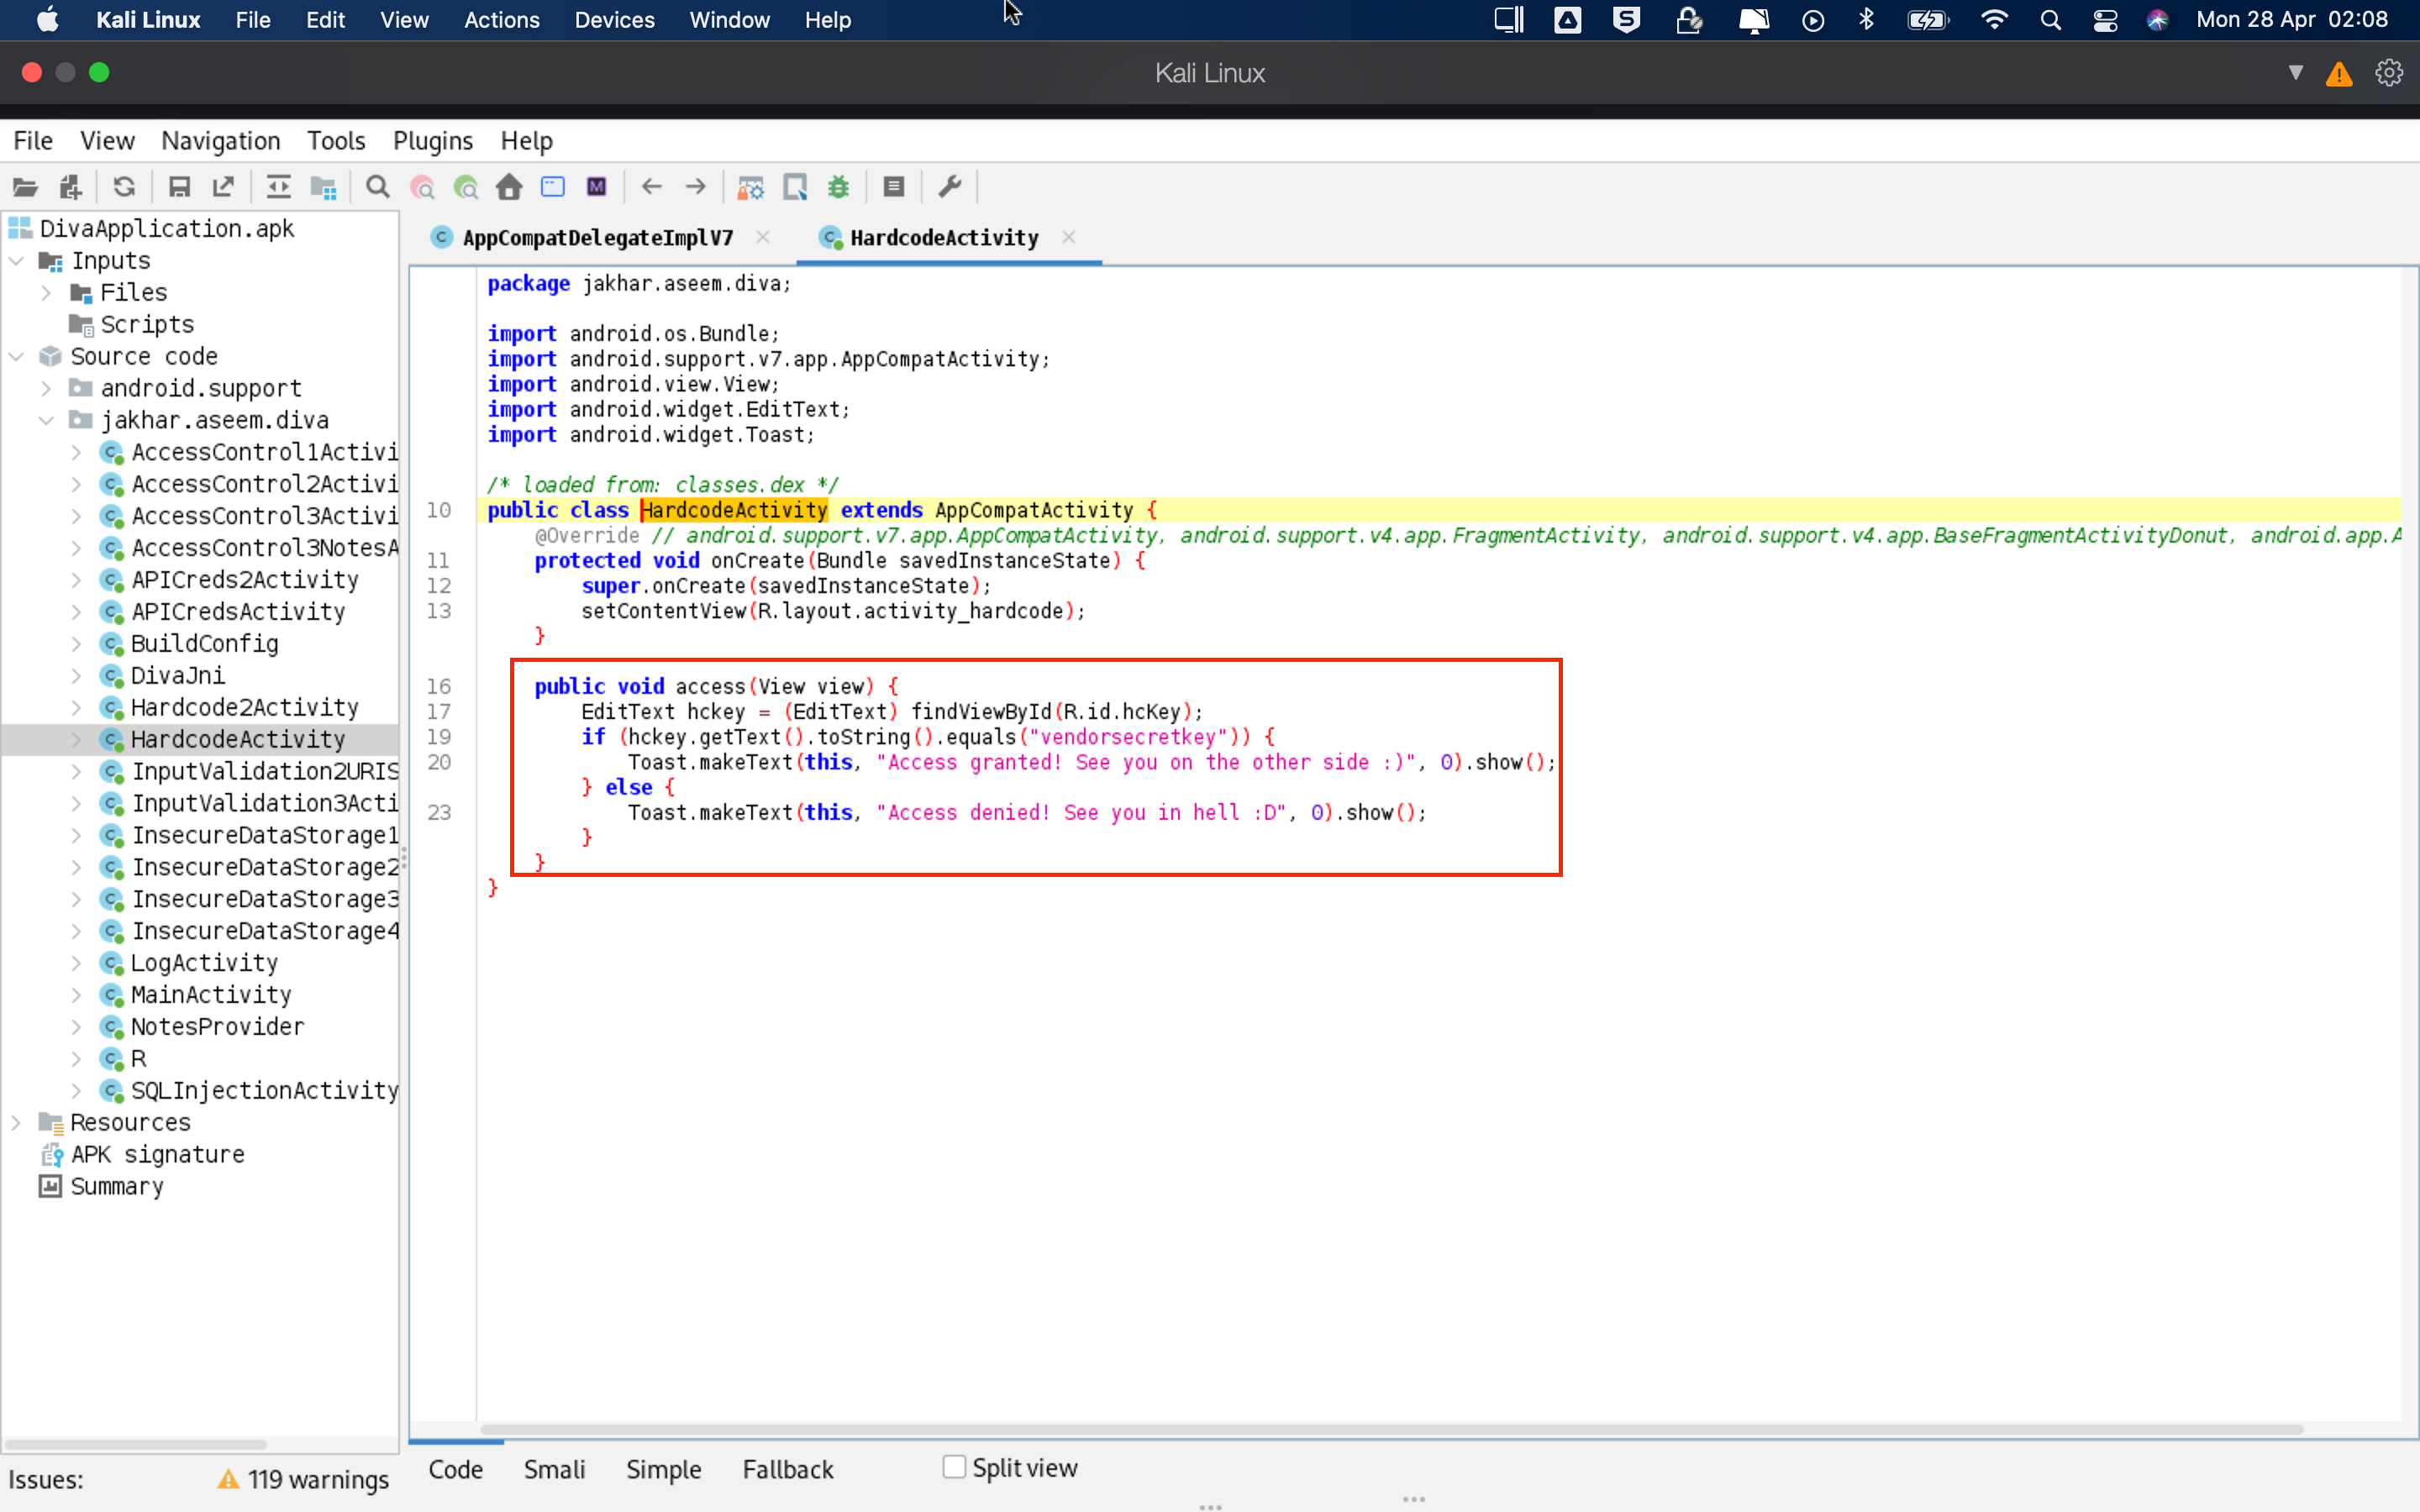 Kali Linux File Edit View Actions Devices Window Help Mon 28 Apr 02:08
Kali Linux
File View Navigation Tools Plugins Help
DivaApplication.apk
Inputs
Files
Scripts
Source code
android.support
jakhar.aseem.diva
AccessControl1Activi
AccessControl2Activi
AccessControl3Activi
AccessControl3NotesA
APICreds2Activity
APICredsActivity
BuildConfig
DivaJni
Hardcode2Activity
HardcodeActivity
InputValidation2URIS
InputValidation3Acti
InsecureDataStorage1
InsecureDataStorage2
InsecureDataStorage3
InsecureDataStorage4
LogActivity
MainActivity
NotesProvider
R
SQLInjectionActivity
Resources
APK signature
Summary
Issues: 119 warnings
AppCompatDelegateImplV7 HardcodeActivity
package jakhar.aseem.diva;
import android.os.Bundle;
import android.support.v7.app.AppCompatActivity;
import android.view.View;
import android.widget.EditText;
import android.widget.Toast;
/* loaded from: classes.dex */
10 public class HardcodeActivity extends AppCompatActivity {
@Override // android.support.v7.app.AppCompatActivity, android.support.v4.app.FragmentActivity, android.support.v4.app.BaseFragmentActivityDonut, android.app.A
11 protected void onCreate(Bundle savedInstanceState) {
12 super.onCreate(savedInstanceState);
13 setContentView(R.layout.activity_hardcode);
}
16 public void access(View view) {
17 EditText hckey = (EditText) findViewById(R.id.hcKey);
19 if (hckey.getText().toString().equals("vendorsecretkey")) {
20 Toast.makeText(this, "Access granted! See you on the other side :)", 0).show();
} else {
23 Toast.makeText(this, "Access denied! See you in hell :D", 0).show();
}
}
}
Code Smali Simple Fallback Split view